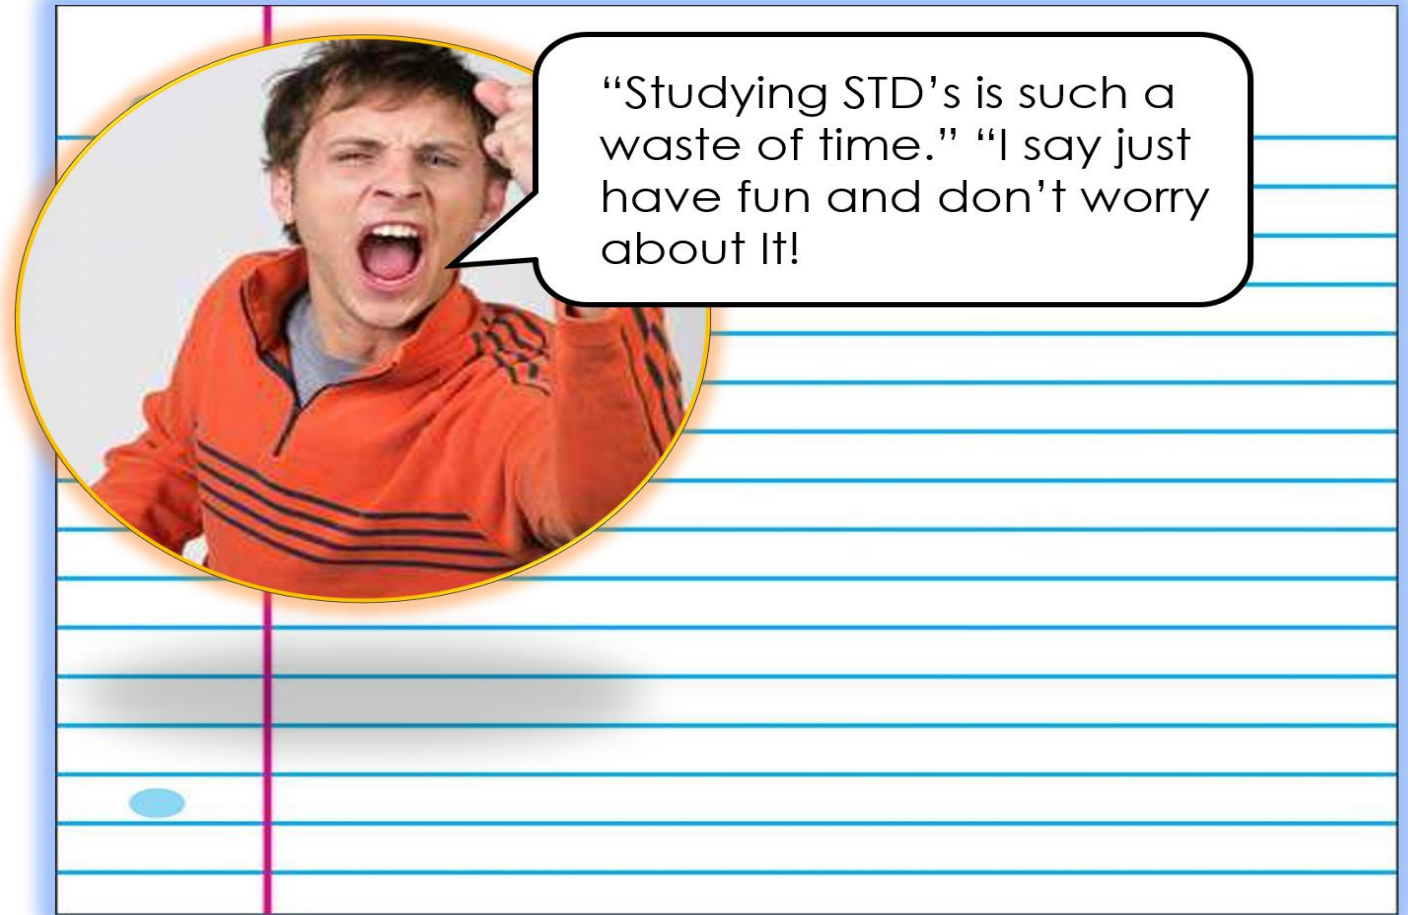 “Studying STD’s is such a
waste of time.” “I say just
have fun and don’t worry
about It!